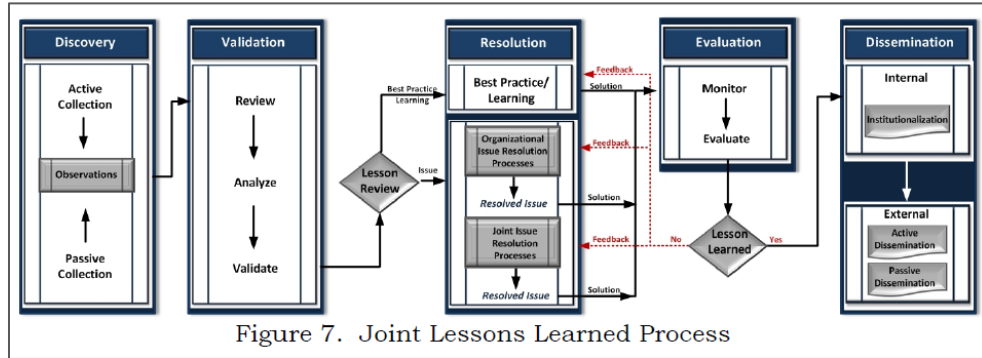 Discovery
Active
Collection
Observations
Passive
Collection
Validation
Review
Analyze
Validate
Best Practice
Learning
Lesson
Review
Issue
Resolution
Best Practice/
Learning
Organizational
Issue Resolution
Processes
Resolved Issue
Joint Issue
Resolution
Processes
Resolved Issue
Feedback
Solution
Feedback
Solution
Feedback
Solution
Evaluation
Monitor
Evaluate
Lesson
Learned
No
Yes
Dissemination
Internal
Institutionalization
External
Active
Dissemination
Passive
Dissemination
Figure 7. Joint Lessons Learned Process